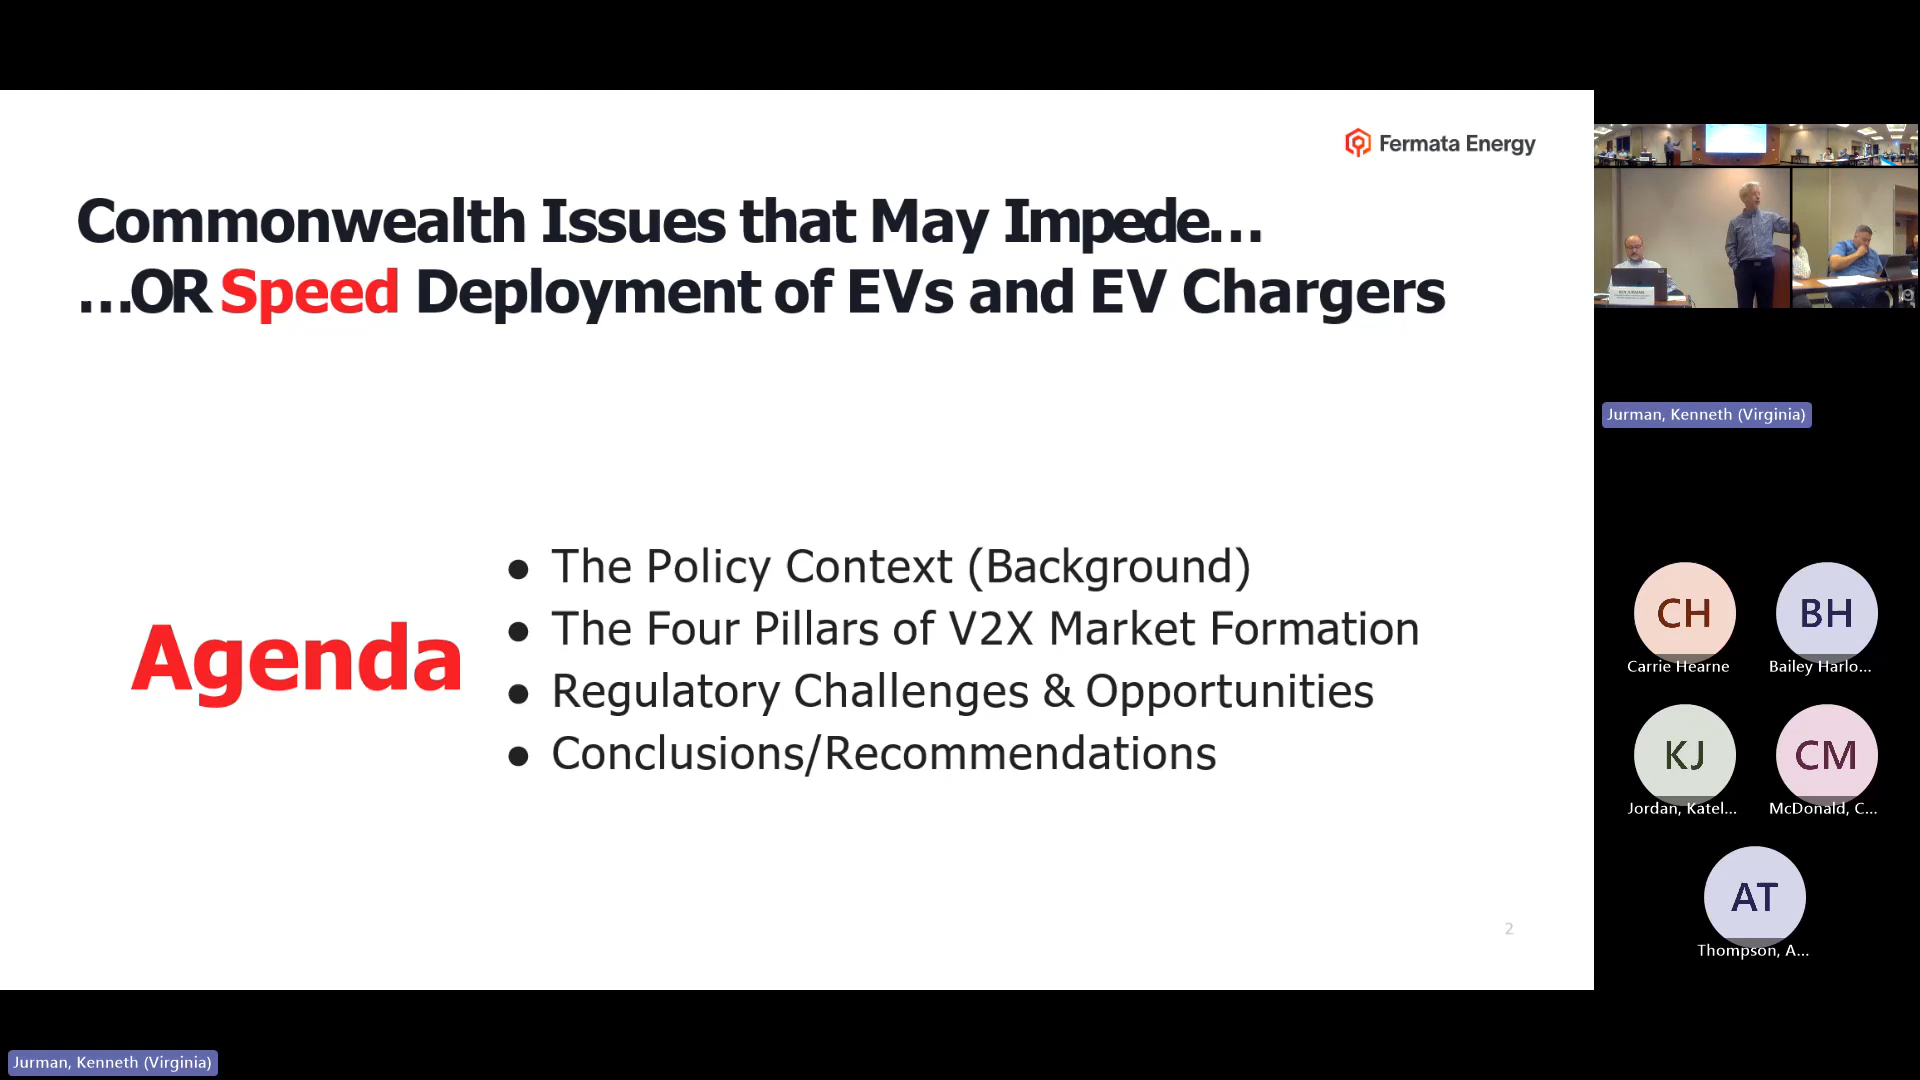 Fermata Energy
Commonwealth Issues that May Impede...
...OR Speed Deployment of EVs and EV Chargers
Agenda
● The Policy Context (Background)
● The Four Pillars of V2X Market Formation
● Regulatory Challenges & Opportunities
● Conclusions/Recommendations
2
Jurman, Kenneth (Virginia)
CH
Carrie Hearne
BH
Bailey Harlo...
KJ
Jordan, Katel...
CM
McDonald, C...
AT
Thompson, A...
Jurman, Kenneth (Virginia)